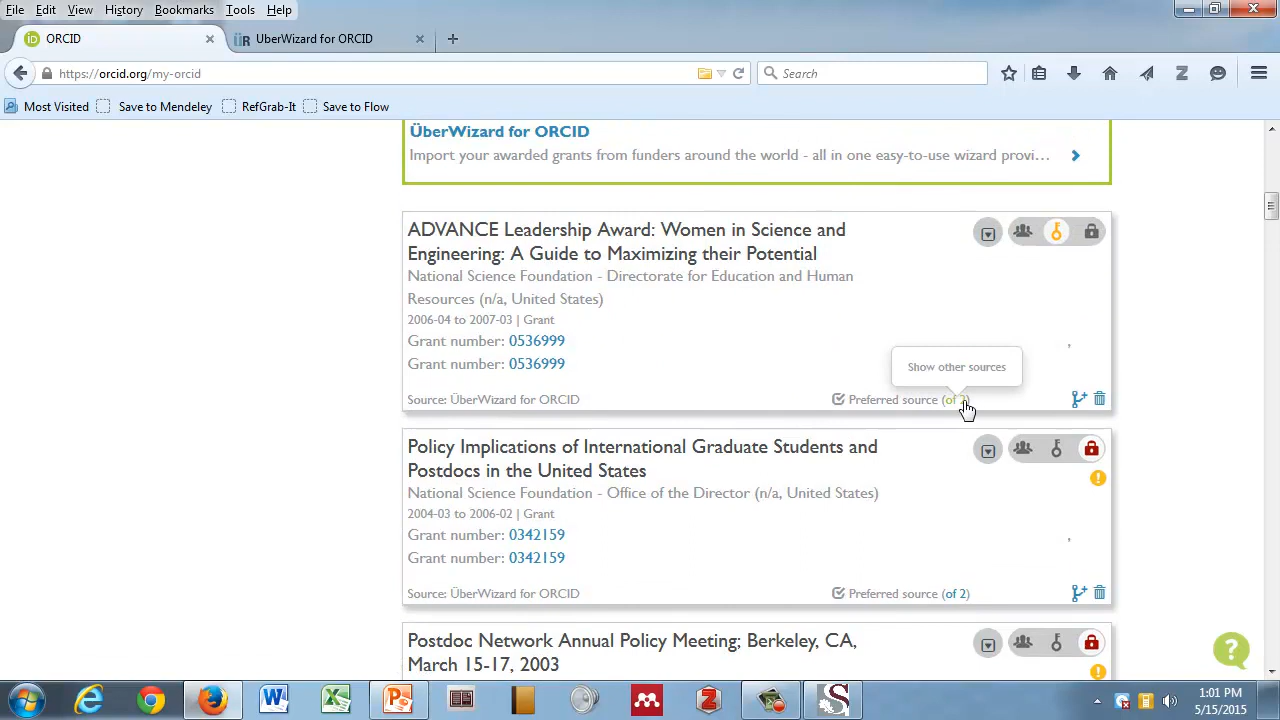 File Edit View History Bookmarks Tools Help
ORCID
UberWizard for ORCID
https://orcid.org/my-orcid
Search
Most Visited Save to Mendeley RefGrab-It Save to Flow
ÜberWizard for ORCID
Import your awarded grants from funders around the world - all in one easy-to-use wizard provi...
ADVANCE Leadership Award: Women in Science and
Engineering: A Guide to Maximizing their Potential
National Science Foundation - Directorate for Education and Human
Resources (n/a, United States)
2006-04 to 2007-03 | Grant
Grant number: 0536999
Grant number: 0536999
Show other sources
Source: ÜberWizard for ORCID Preferred source (of 2)
Policy Implications of International Graduate Students and
Postdocs in the United States
National Science Foundation - Office of the Director (n/a, United States)
2004-03 to 2006-02 | Grant
Grant number: 0342159
Grant number: 0342159
Source: ÜberWizard for ORCID Preferred source (of 2)
Postdoc Network Annual Policy Meeting; Berkeley, CA,
March 15-17, 2003
1:01 PM
5/15/2015